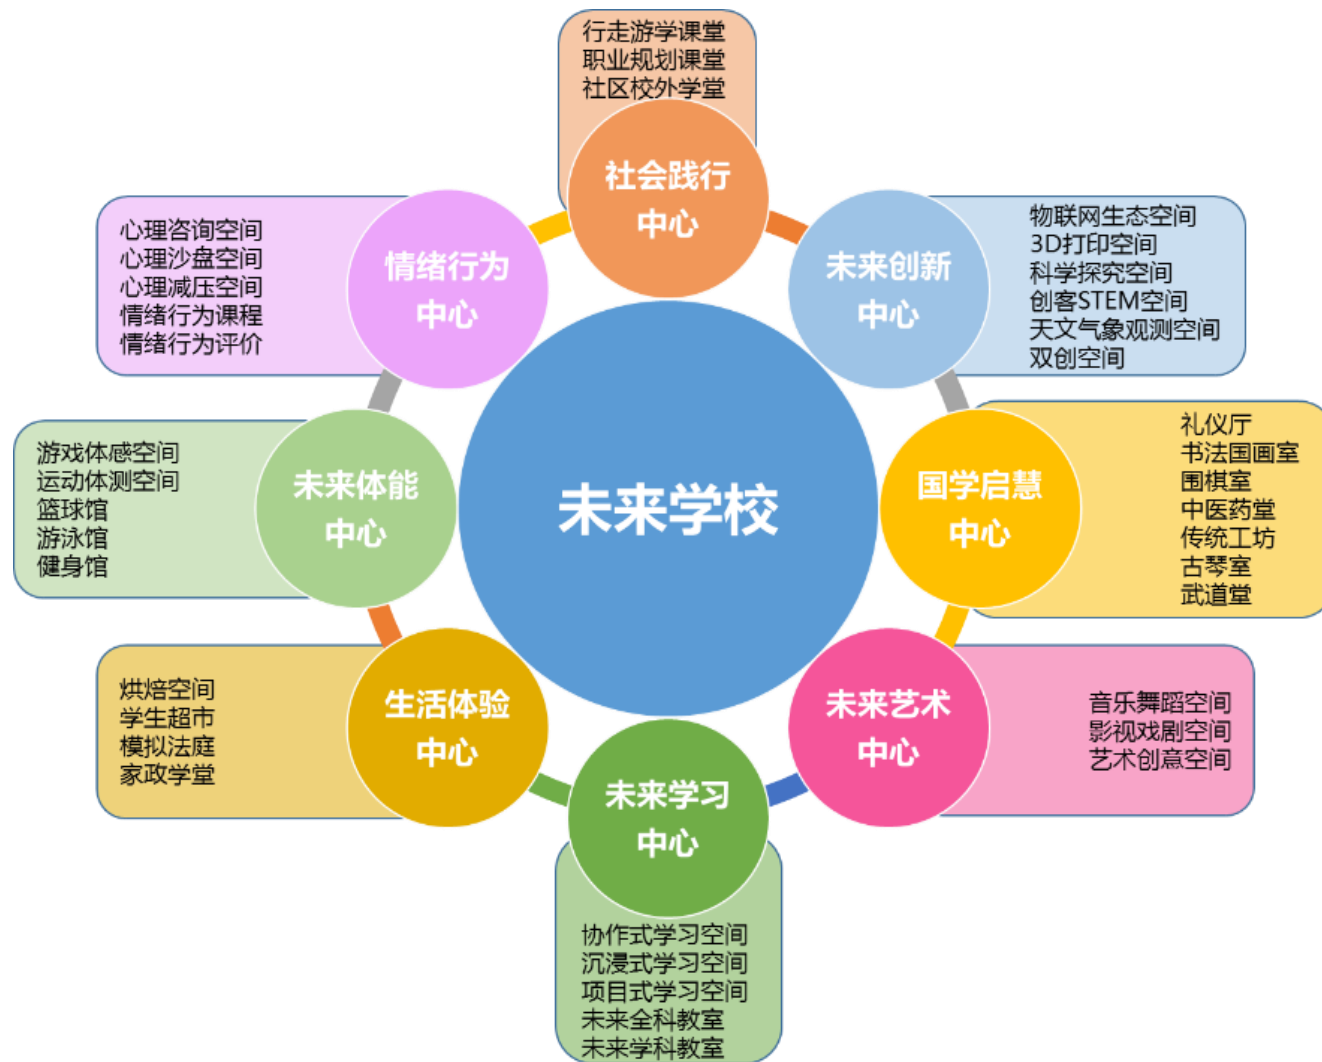 行走游学课堂
职业规划课堂
社区校外学堂
社会践行
中心
心理咨询空间
心理沙盘空间
心理减压空间
情绪行为课程
情绪行为评价
情绪行为
中心
未来创新
中心
物联网生态空间
3D打印空间
科学探究空间
创客STEM空间
天文气象观测空间
双创空间
游戏体感空间
运动体测空间
篮球馆
游泳馆
健身馆
未来体能
中心
未来学校
国学启慧
中心
礼仪厅
书法国画室
围棋室
中医药堂
传统工坊
古琴室
武道堂
烘焙空间
学生超市
模拟法庭
家政学堂
生活体验
中心
未来艺术
中心
音乐舞蹈空间
影视戏剧空间
艺术创意空间
未来学习
中心
协作式学习空间
沉浸式学习空间
项目式学习空间
未来全科教室
未来学科教室